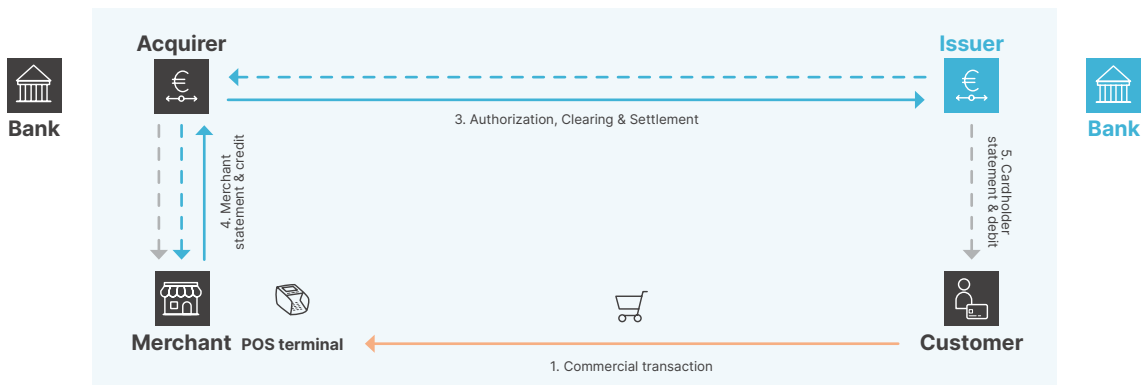 Acquirer
Issuer
€
€
Bank
Bank
3. Authorization, Clearing & Settlement
4. Merchant
statement & credit
5. Cardholder
statement & debit
Merchant POS terminal
Customer
1. Commercial transaction